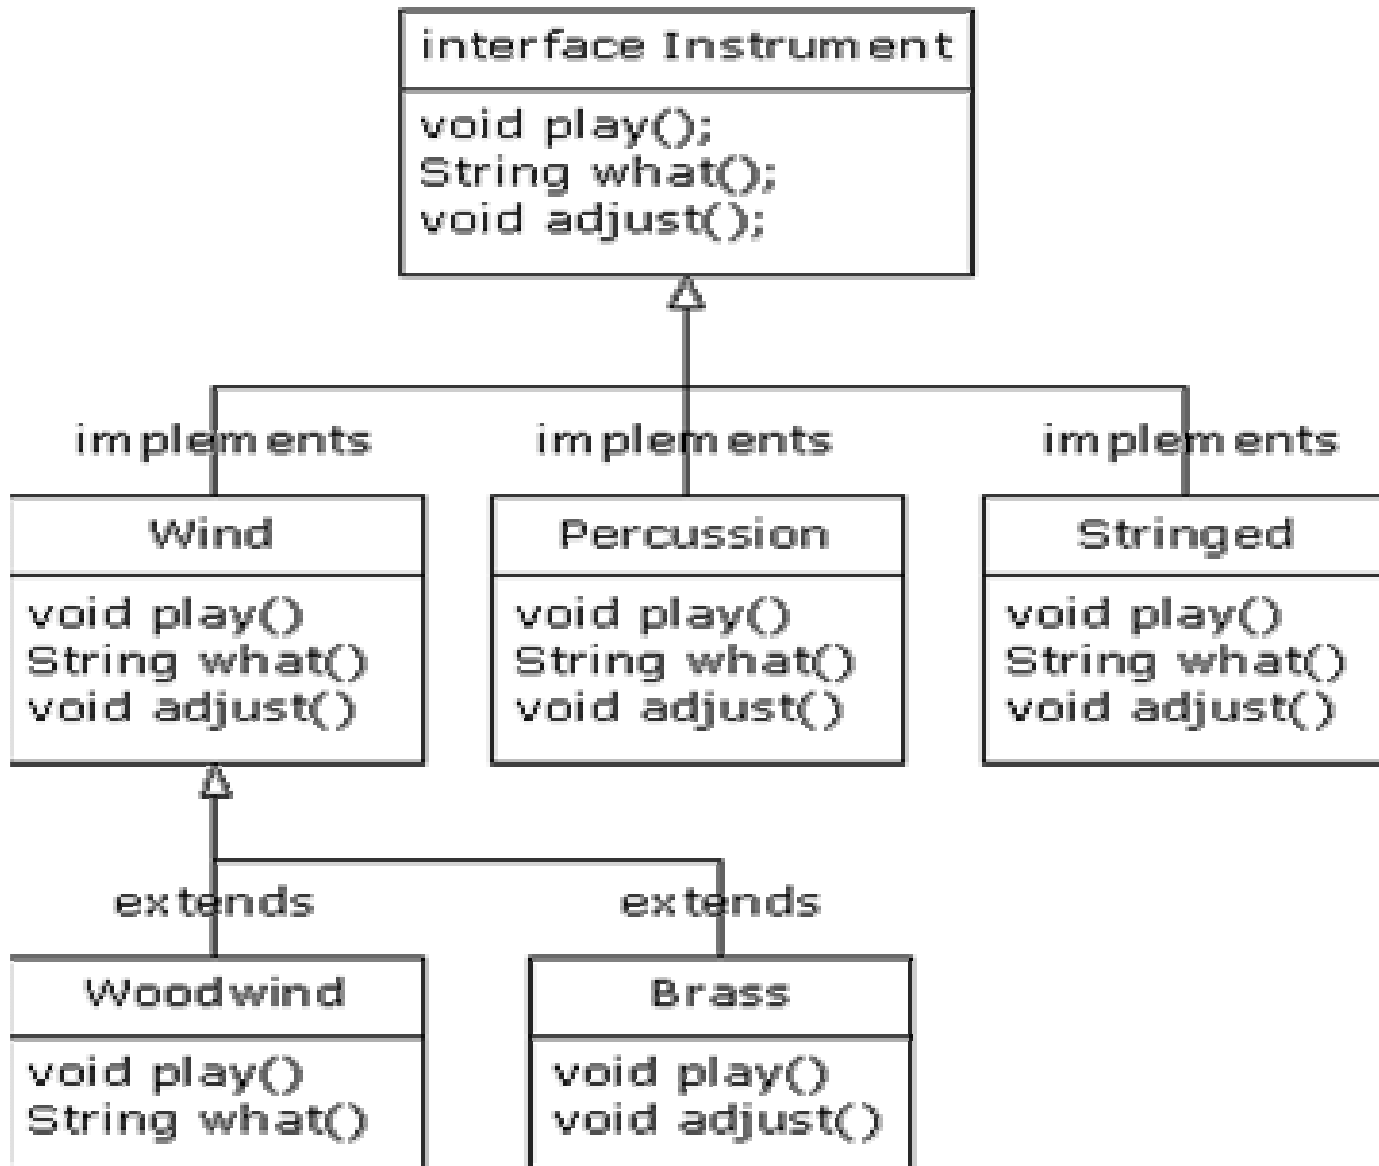 interface Instrument
void play();
String what();
void adjust();
implements
implements
implements
Wind
void play()
String what()
void adjust()
Percussion
void play()
String what()
void adjust()
Stringed
void play()
String what()
void adjust()
extends
extends
Woodwind
void play()
String what()
Brass
void play()
void adjust()